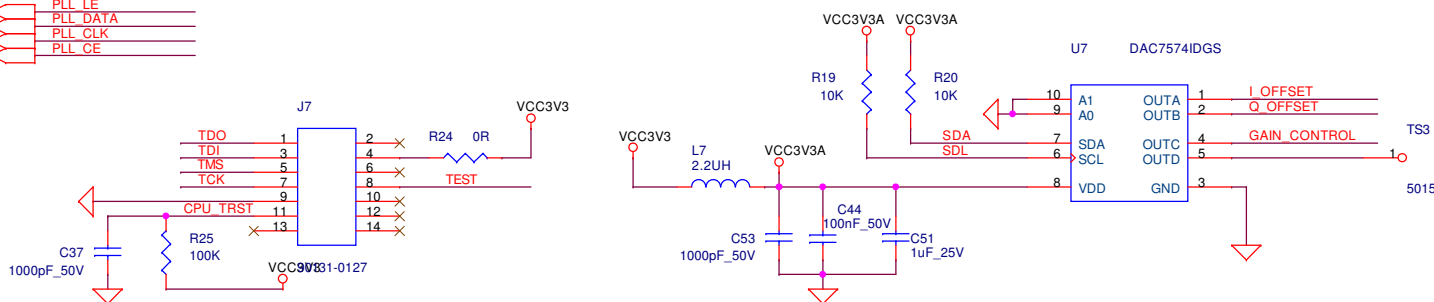 PLL_LE
PLL_DATA
PLL_CLK
PLL_CE
J7
TDO
TDI
TMS
TCK
CPU_TRST
1
3
5
7
9
11
13
2
4
6
8
10
12
14
R24 0R
VCC3V3
TEST
C37
1000pF_50V
R25
100K
VCC3V3
90131-0127
VCC3V3
L7
2.2UH
VCC3V3A
C53
1000pF_50V
C44
100nF_50V
C51
1uF_25V
VCC3V3A
VCC3V3A
R19
10K
R20
10K
SDA
SDL
U7 DAC7574IDGS
10 A1
9 A0
7 SDA
6 SCL
8 VDD
OUTA 1
OUTB 2
OUTC 4
OUTD 5
GND 3
I_OFFSET
Q_OFFSET
GAIN_CONTROL
TS3
1
5015